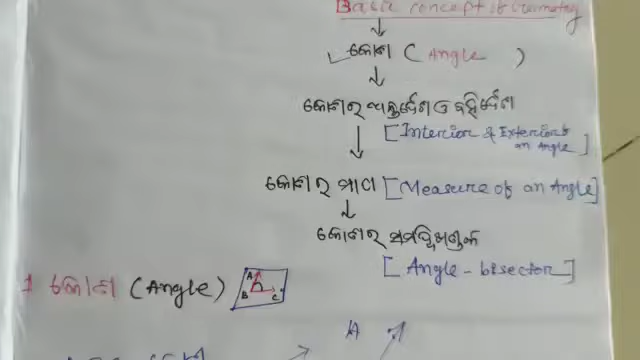 Basic concept of Geometry
କୋଣ (Angle)
କୋଣର ଅନ୍ତର୍ଦେଶ ଓ ବହିର୍ଦେଶ
[Interior & Exterior of an Angle]
କୋଣର ମାପ [Measure of an Angle]
କୋଣର ସମଦ୍ବିଖଣ୍ଡକ
[Angle-bisector]
1 କୋଣ (Angle) A B C
A